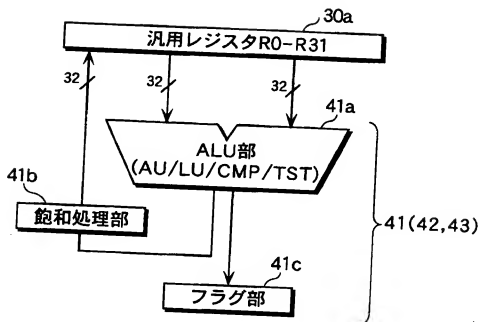 30a
汎用レジスタR0-R31
32
32
32
41a
ALU部
(AU/LU/CMP/TST)
41b
飽和処理部
41(42,43)
41c
フラグ部